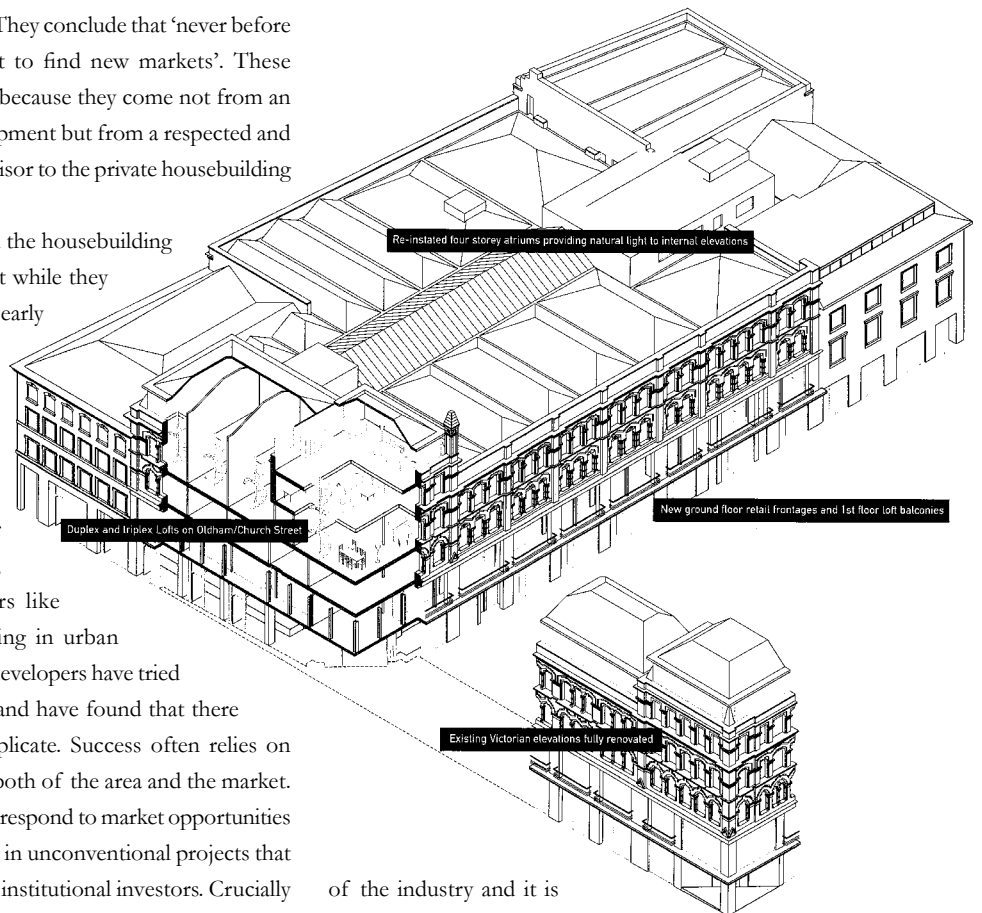 They conclude that ‘never before
t to find new markets’. These
because they come not from an
pment but from a respected and
isor to the private housebuilding
the housebuilding
t while they
early
rs like
ing in urban
evelopers have tried
and have found that there
plicate. Success often relies on
both of the area and the market.
respond to market opportunities
in unconventional projects that
institutional investors. Crucially
Re-instated four storey atriums providing natural light to internal elevations
Duplex and triplex Lofts on Oldham/Church Street
New ground floor retail frontages and 1st floor loft balconies
Existing Victorian elevations fully renovated
of the industry and it is